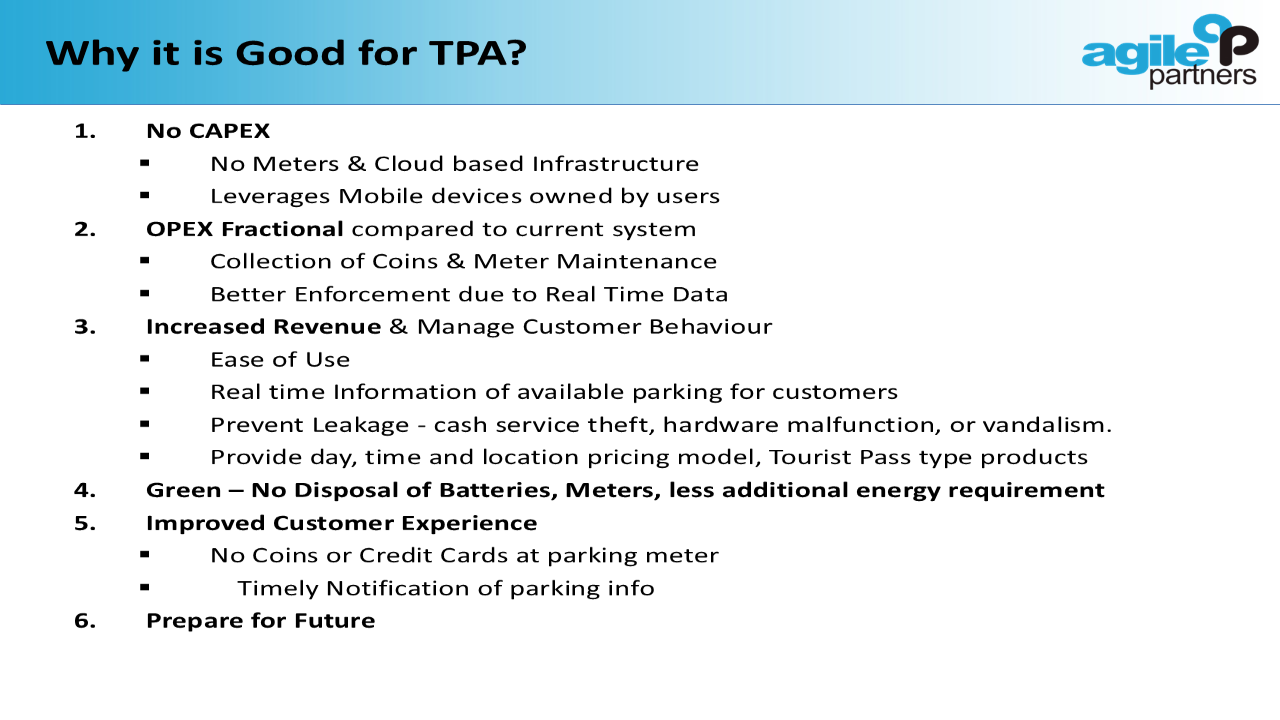 Why it is Good for TPA?
agile
partners
1. No CAPEX
▪ No Meters & Cloud based Infrastructure
▪ Leverages Mobile devices owned by users
2. OPEX Fractional compared to current system
▪ Collection of Coins & Meter Maintenance
▪ Better Enforcement due to Real Time Data
3. Increased Revenue & Manage Customer Behaviour
▪ Ease of Use
▪ Real time Information of available parking for customers
▪ Prevent Leakage - cash service theft, hardware malfunction, or vandalism.
▪ Provide day, time and location pricing model, Tourist Pass type products
4. Green – No Disposal of Batteries, Meters, less additional energy requirement
5. Improved Customer Experience
▪ No Coins or Credit Cards at parking meter
▪ Timely Notification of parking info
6. Prepare for Future